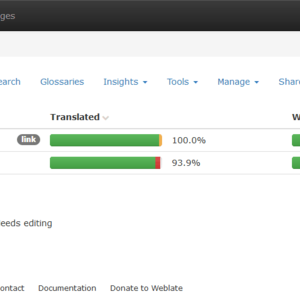 ges
earch Glossaries Insights Tools Manage Shar
Translated W
link 100.0%
93.9%
eeds editing
ontact Documentation Donate to Weblate